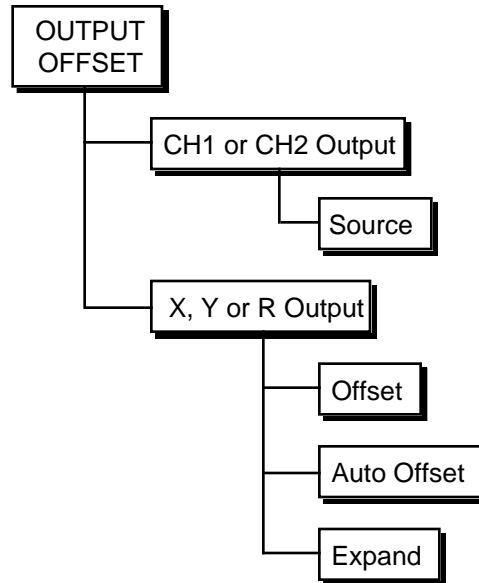 OUTPUT
OFFSET
CH1 or CH2 Output
Source
X, Y or R Output
Offset
Auto Offset
Expand